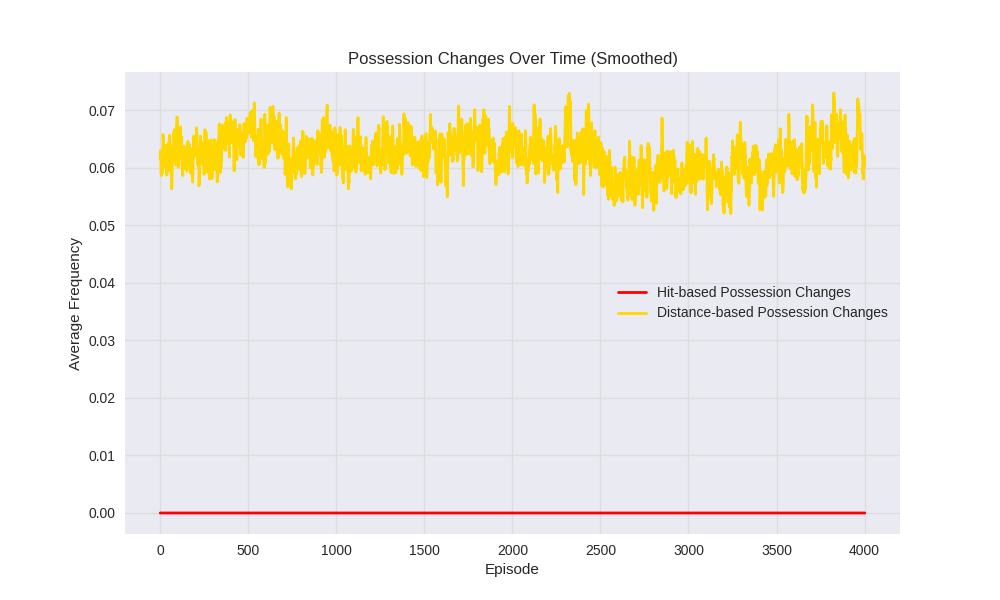 Possession Changes Over Time (Smoothed)
Average Frequency
0.07
0.06
0.05
0.04
0.03
0.02
0.01
0.00
Hit-based Possession Changes
Distance-based Possession Changes
0 500 1000 1500 2000 2500 3000 3500 4000
Episode